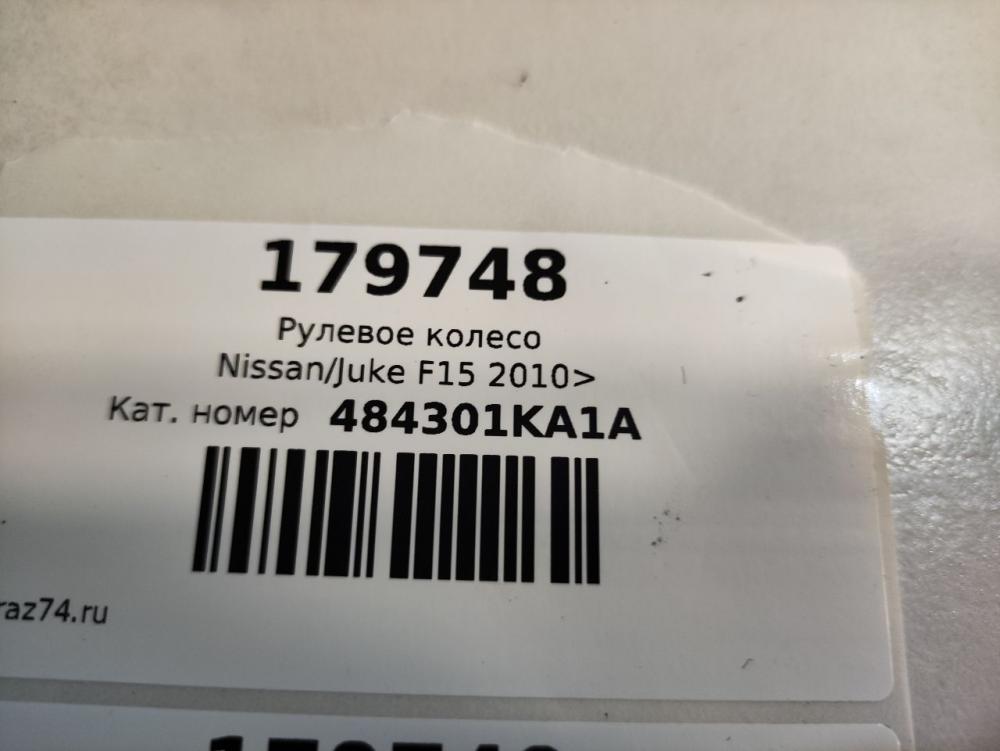 179748
Рулевое колесо
Nissan/Juke F15 2010>
Кат. номер 484301KA1A
raz74.ru